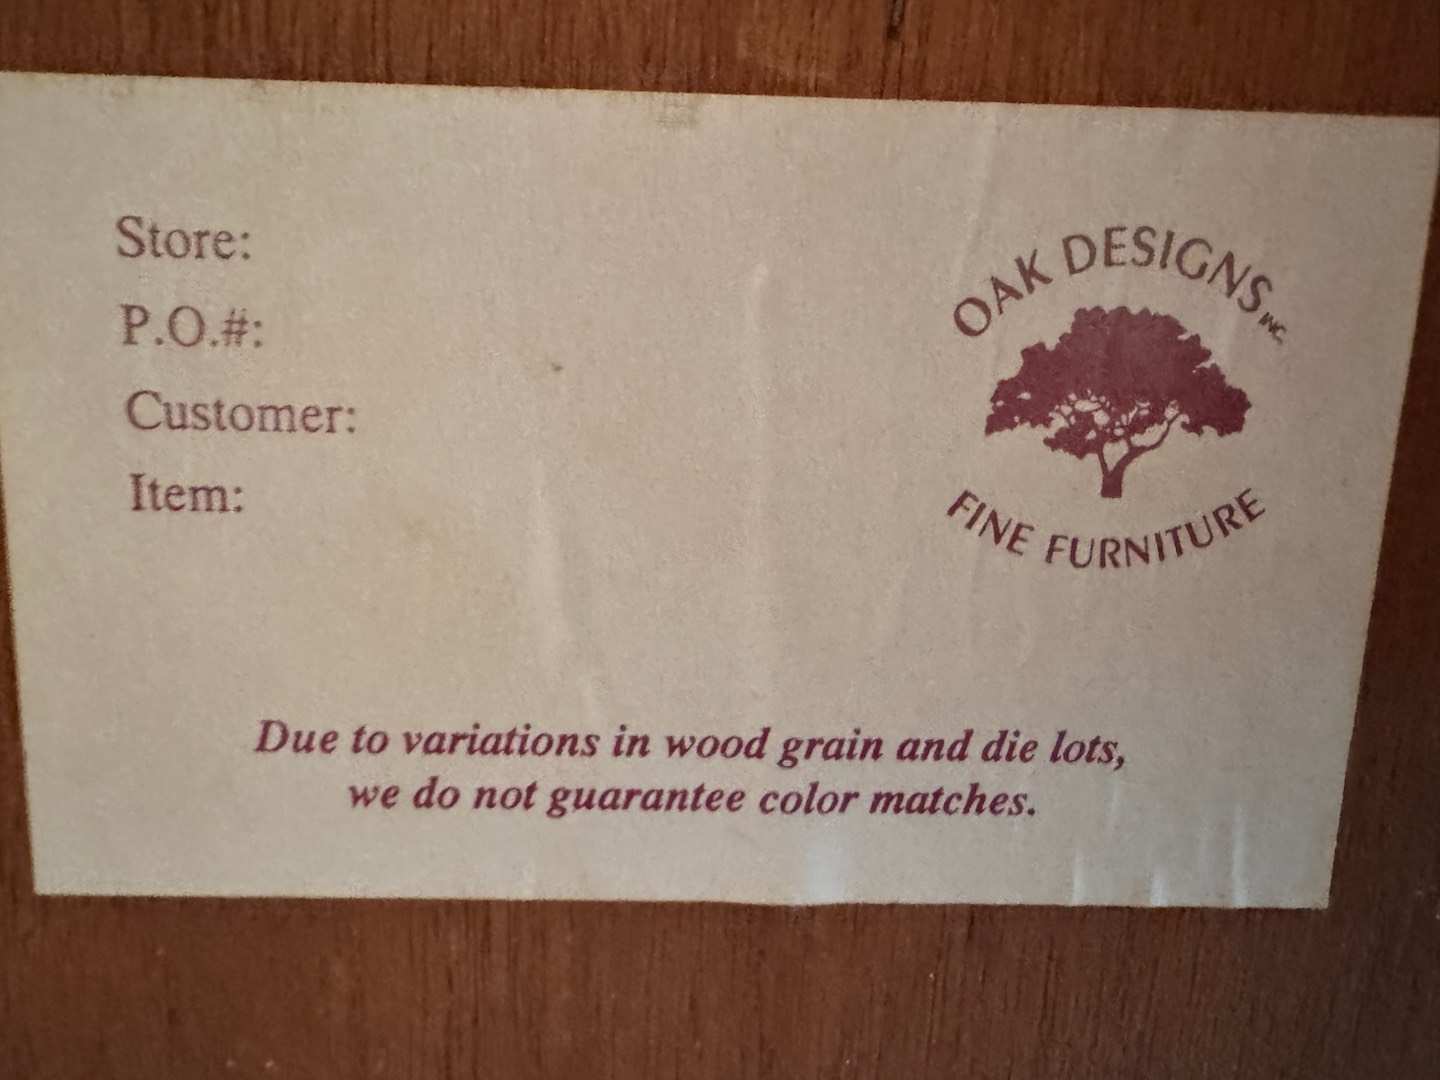 Store:
P.O.#:
Customer:
Item:
OAK DESIGNS INC.
FINE FURNITURE
Due to variations in wood grain and die lots,
we do not guarantee color matches.